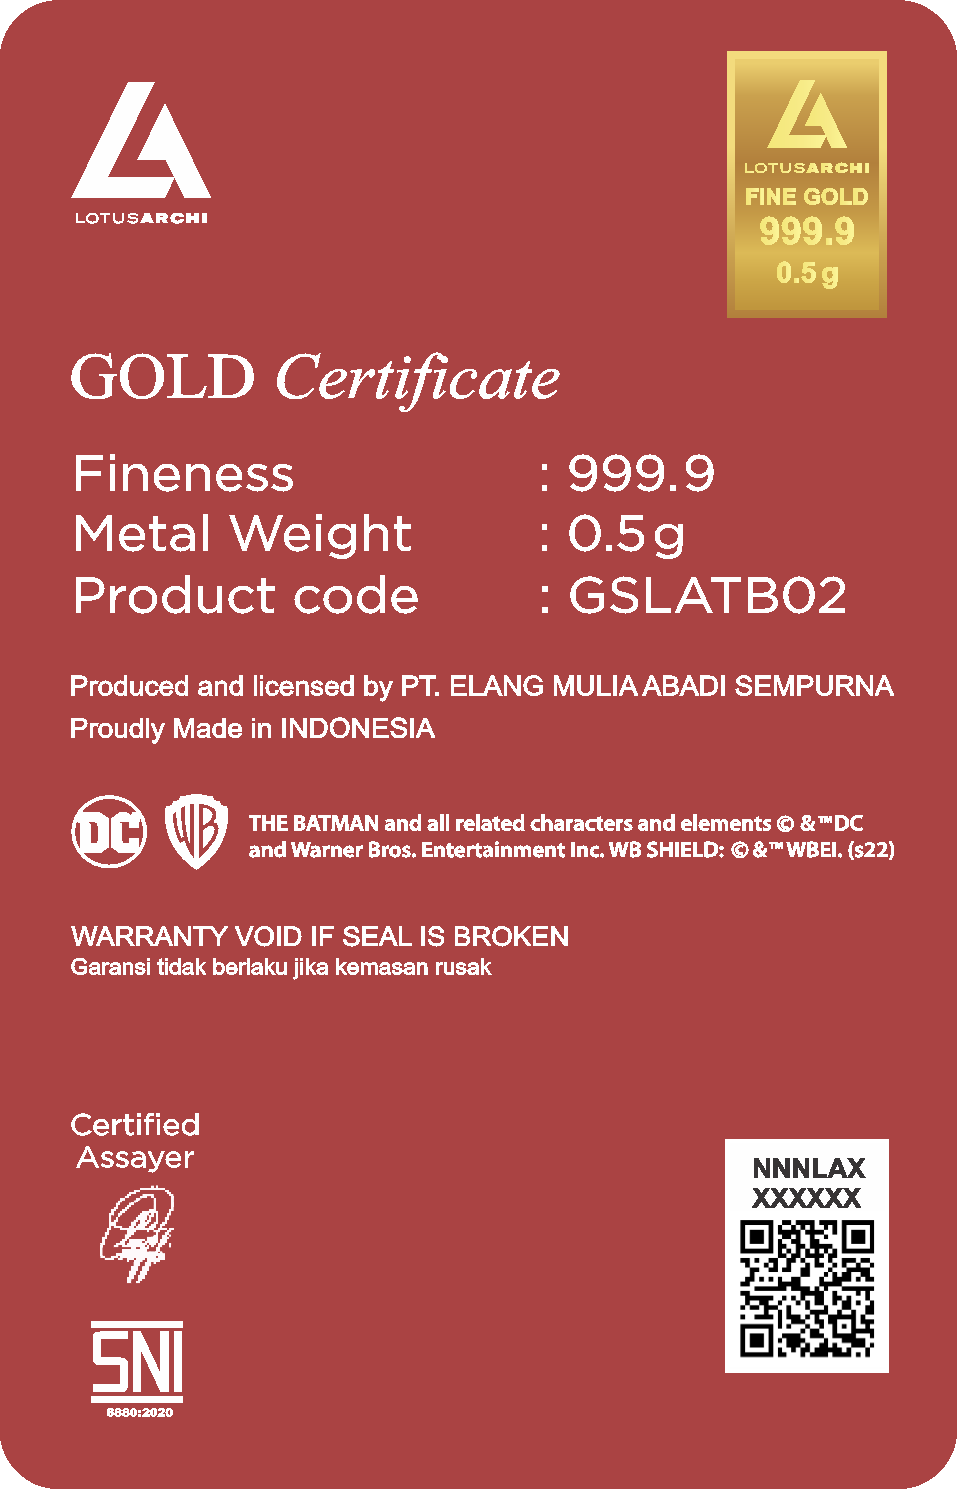 LOTUSARCHI
LOTUSARCHI
FINE GOLD
999.9
0.5 g
GOLD Certificate
Fineness : 999.9
Metal Weight : 0.5 g
Product code : GSLATB02
Produced and licensed by PT. ELANG MULIA ABADI SEMPURNA
Proudly Made in INDONESIA
DC
WB
THE BATMAN and all related characters and elements © &™ DC
and Warner Bros. Entertainment Inc. WB SHIELD: © &™ WBEI. (s22)
WARRANTY VOID IF SEAL IS BROKEN
Garansi tidak berlaku jika kemasan rusak
Certified
Assayer
NNNLAX
XXXXXX
SNI
8880:2020